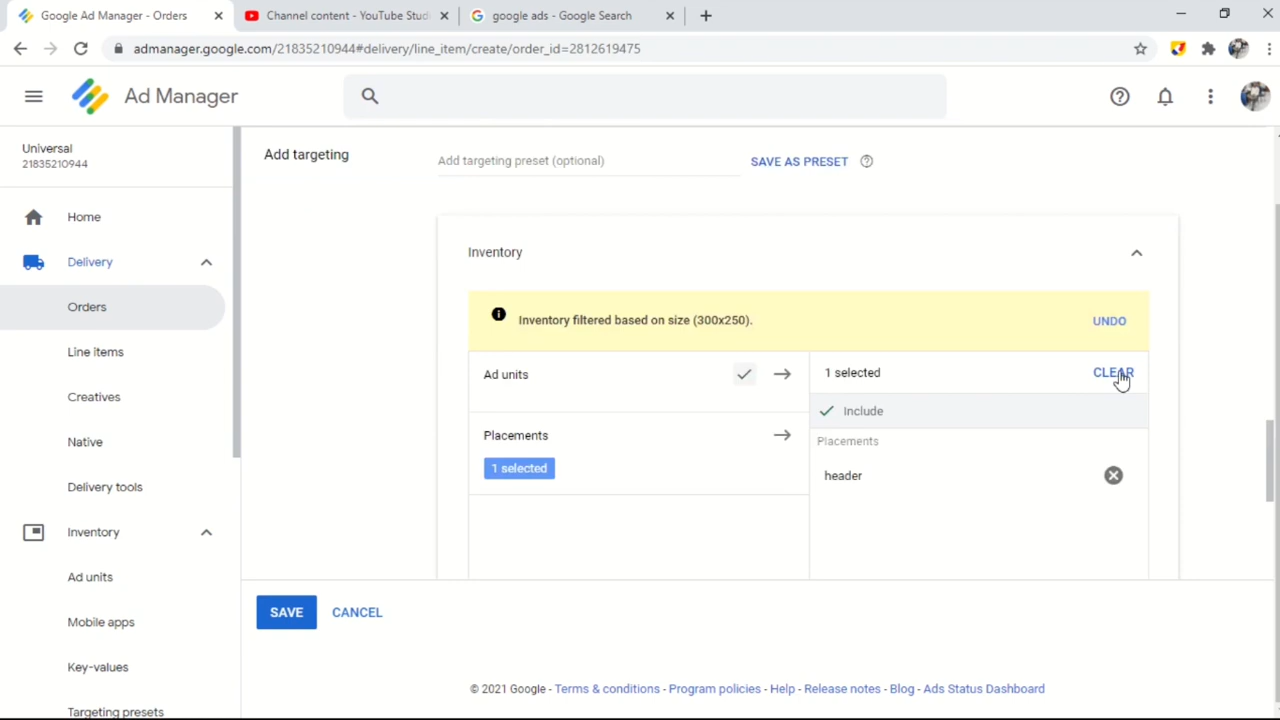 Google Ad Manager - Orders
Channel content - YouTube Studi
google ads - Google Search
admanager.google.com/21835210944#delivery/line_item/create/order_id=2812619475
Ad Manager
Universal
21835210944
Home
Delivery
Orders
Line items
Creatives
Native
Delivery tools
Inventory
Ad units
Mobile apps
Key-values
Targeting presets
Add targeting
Add targeting preset (optional)
SAVE AS PRESET
Inventory
Inventory filtered based on size (300x250).
UNDO
Ad units
1 selected
CLEAR
Include
Placements
Placements
1 selected
header
SAVE
CANCEL
© 2021 Google - Terms & conditions - Program policies - Help - Release notes - Blog - Ads Status Dashboard